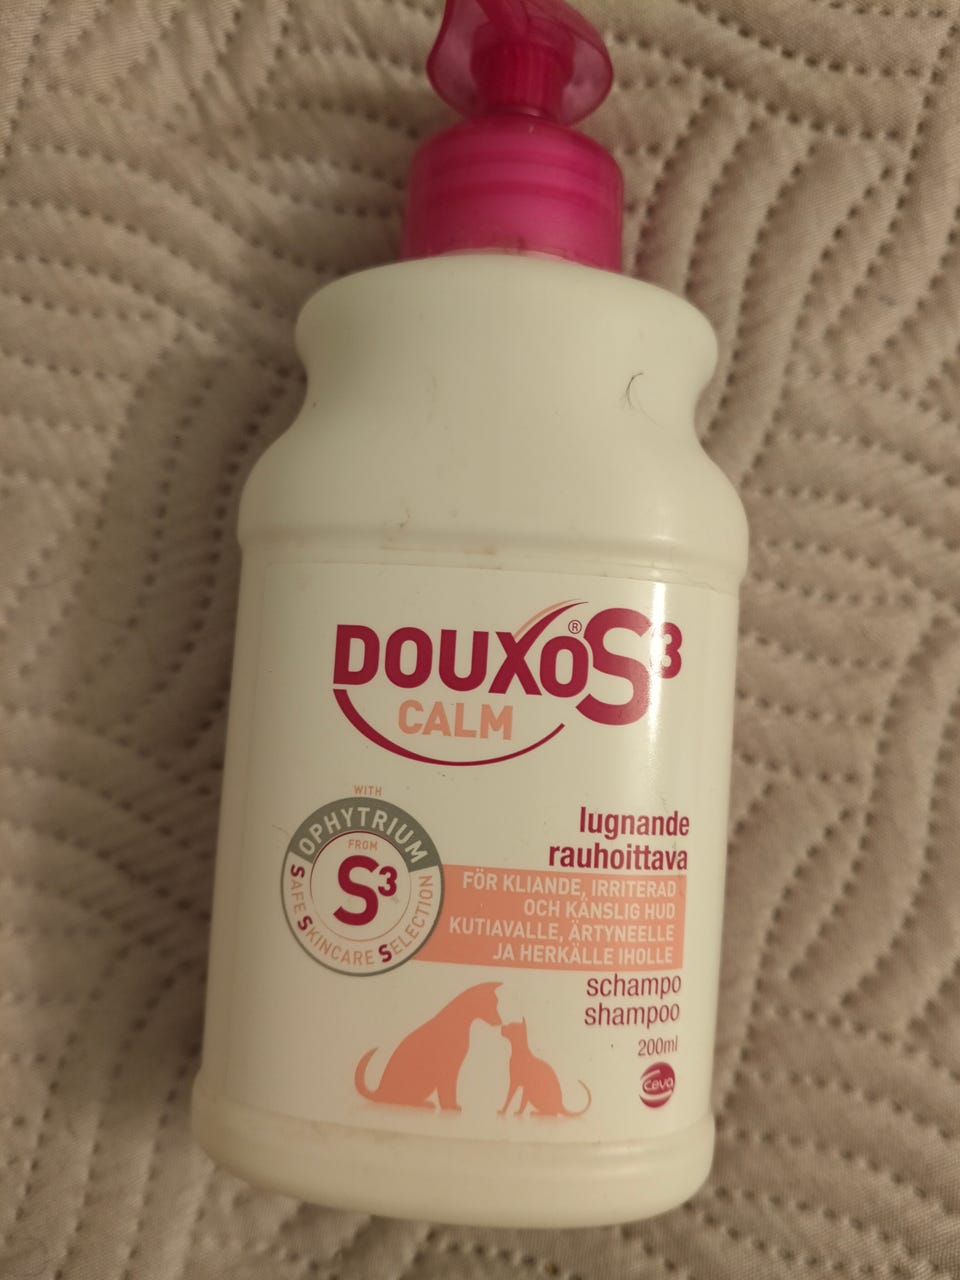 DOUXO®S3
CALM
WITH
OPHYTRIUM
FROM
S3
SAFE SKINCARE SELECTION
lugnande
rauhoittava
FÖR KLIANDE, IRRITERAD
OCH KÄNSLIG HUD
KUTIAVALLE, ÄRTYNEELLE
JA HERKÄLLE IHOLLE
schampo
shampoo
200ml
ceva